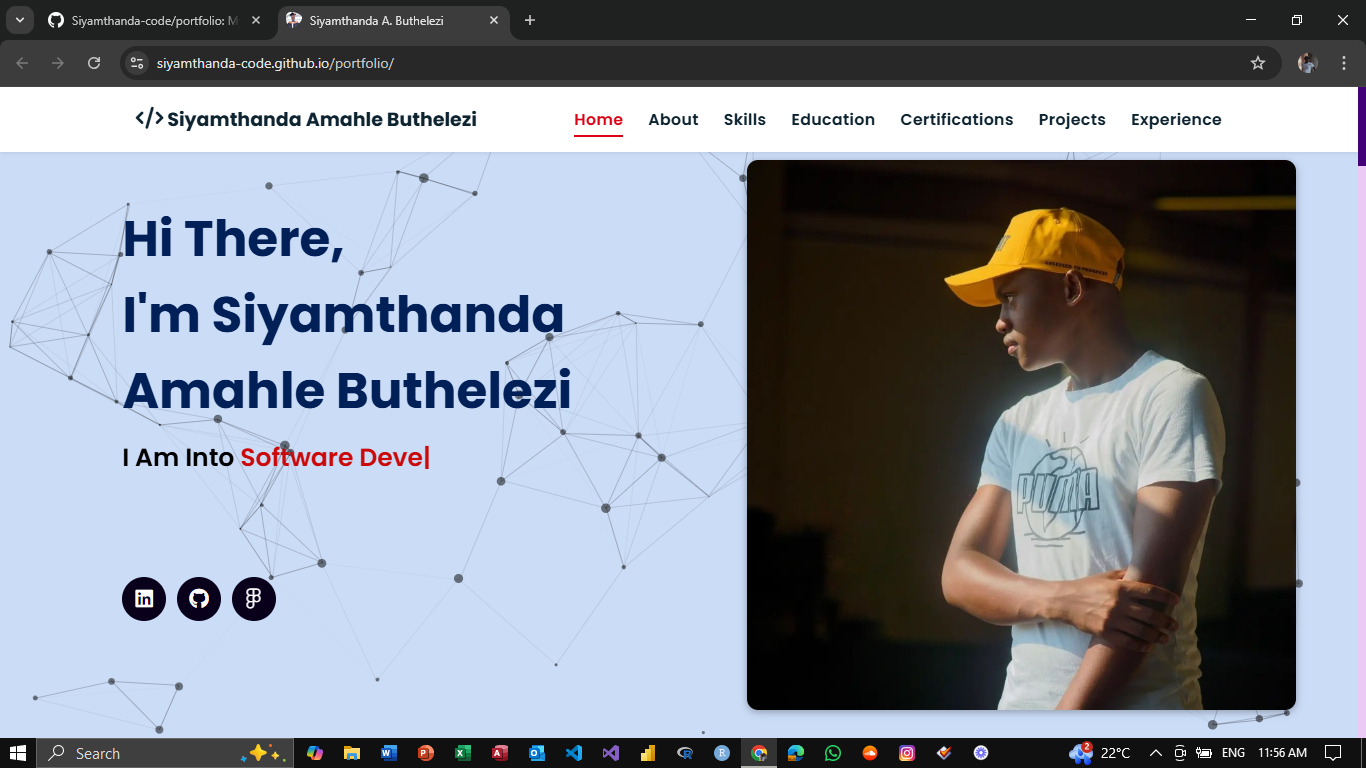 Siyamthanda-code/portfolio: M
Siyamthanda A. Buthelezi
siyamthanda-code.github.io/portfolio/
</> Siyamthanda Amahle Buthelezi
Home About Skills Education Certifications Projects Experience
Hi There,
I'm Siyamthanda
Amahle Buthelezi
I Am Into Software Deve|
PUMA
Search
2
22°C
ENG
11:56 AM